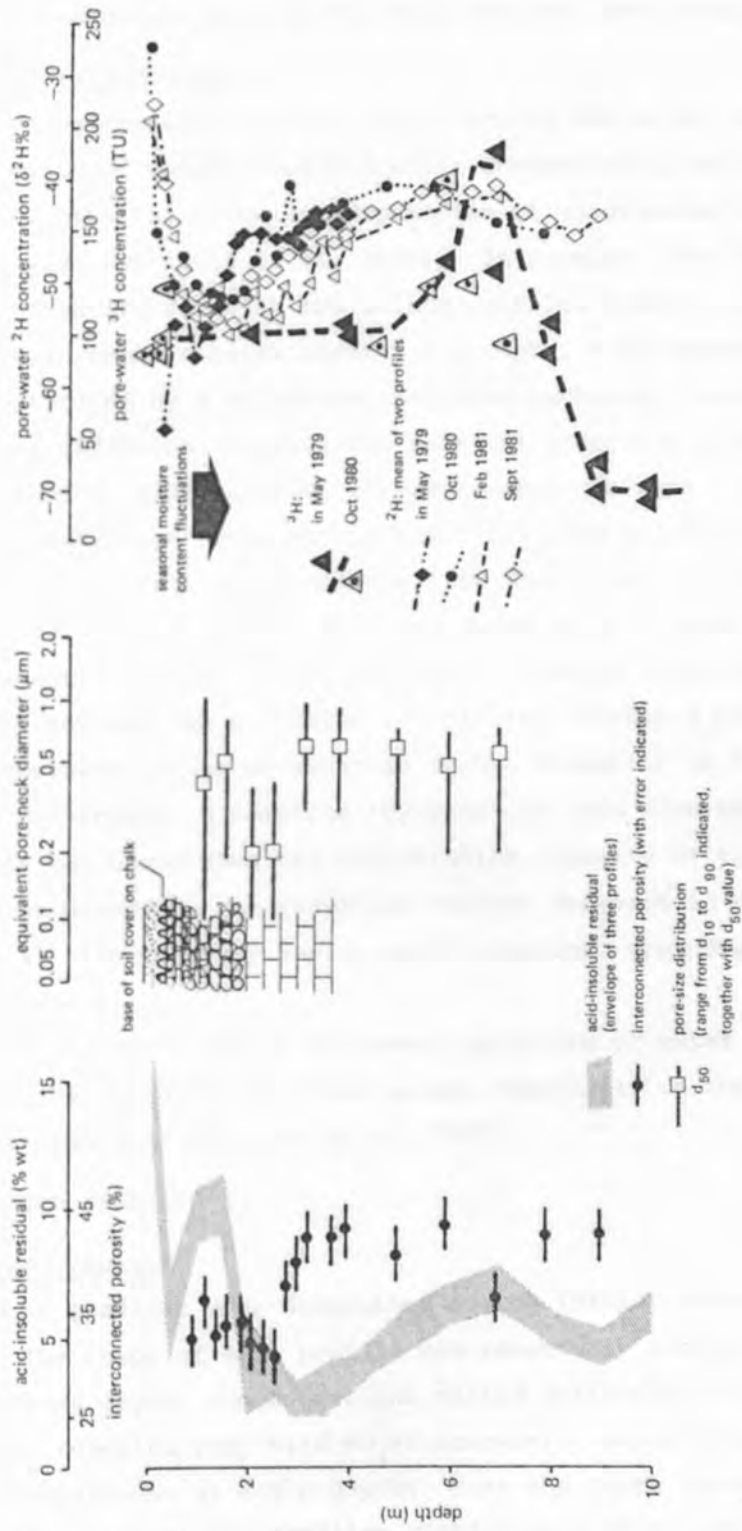 acid-insoluble residual (% wt)
0 5 10 15
interconnected porosity (%)
25 35 45
depth (m)
0 2 4 6 8 10
acid-insoluble residual
(envelope of three profiles)
interconnected porosity (with error indicated)
pore-size distribution
(range from d10 to d90 indicated,
together with d50 value)
d50
equivalent pore-neck diameter (μm)
0.05 0.1 0.2 0.5 1.0 2.0
base of soil cover on chalk
pore-water ²H concentration (δ²H‰)
-70 -60 -50 -40 -30
pore-water ³H concentration (TU)
0 50 100 150 200 250
seasonal moisture
content fluctuations
³H:
in May 1979
Oct 1980
²H: mean of two profiles
in May 1979
Oct 1980
Feb 1981
Sept 1981